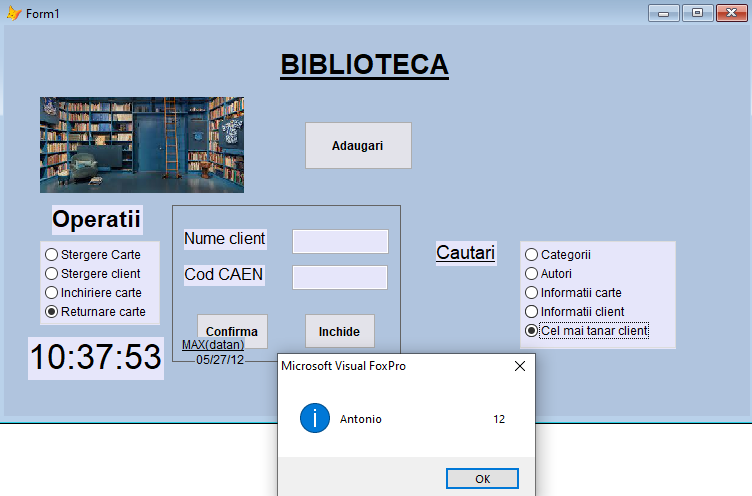 Form1
BIBLIOTECA
Adaugari
Operatii
Stergere Carte
Stergere client
Inchiriere carte
Returnare carte
Nume client
Cod CAEN
Confirma
Inchide
MAX(datan)
05/27/12
Cautari
Categorii
Autori
Informatii carte
Informatii client
Cel mai tanar client
10:37:53
Microsoft Visual FoxPro
Antonio 12
OK